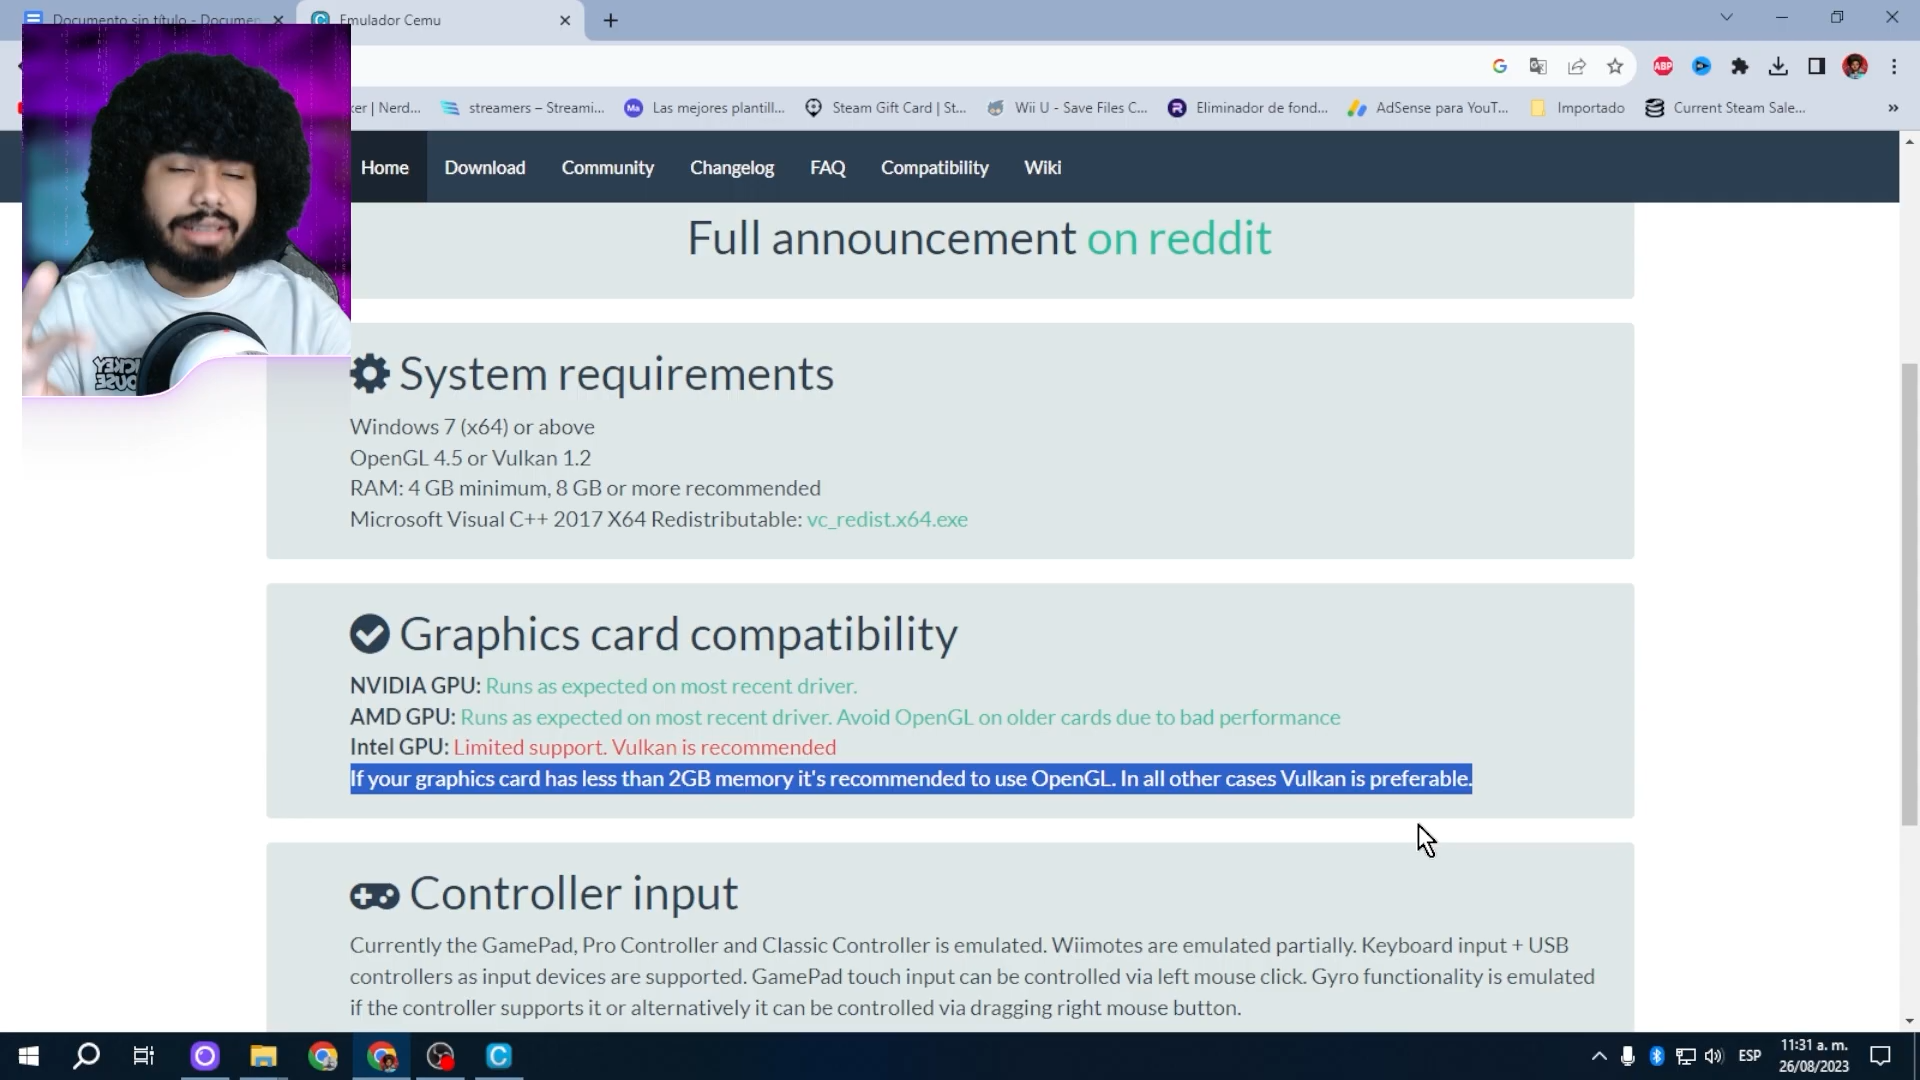 Documento sin título - Documen
Emulador Cemu
ker | Nerd...
streamers – Streami...
Las mejores plantill...
Steam Gift Card | St...
Wii U - Save Files C...
Eliminador de fond...
AdSense para YouT...
Importado
Current Steam Sale...
»
ABP
Ma
Home
Download
Community
Changelog
FAQ
Compatibility
Wiki
Full announcement on reddit
System requirements
Windows 7 (x64) or above
OpenGL 4.5 or Vulkan 1.2
RAM: 4 GB minimum, 8 GB or more recommended
Microsoft Visual C++ 2017 X64 Redistributable: vc_redist.x64.exe
Graphics card compatibility
NVIDIA GPU: Runs as expected on most recent driver.
AMD GPU: Runs as expected on most recent driver. Avoid OpenGL on older cards due to bad performance
Intel GPU: Limited support. Vulkan is recommended
If your graphics card has less than 2GB memory it's recommended to use OpenGL. In all other cases Vulkan is preferable.
Controller input
Currently the GamePad, Pro Controller and Classic Controller is emulated. Wiimotes are emulated partially. Keyboard input + USB
controllers as input devices are supported. GamePad touch input can be controlled via left mouse click. Gyro functionality is emulated
if the controller supports it or alternatively it can be controlled via dragging right mouse button.
ESP
11:31 a. m.
26/08/2023